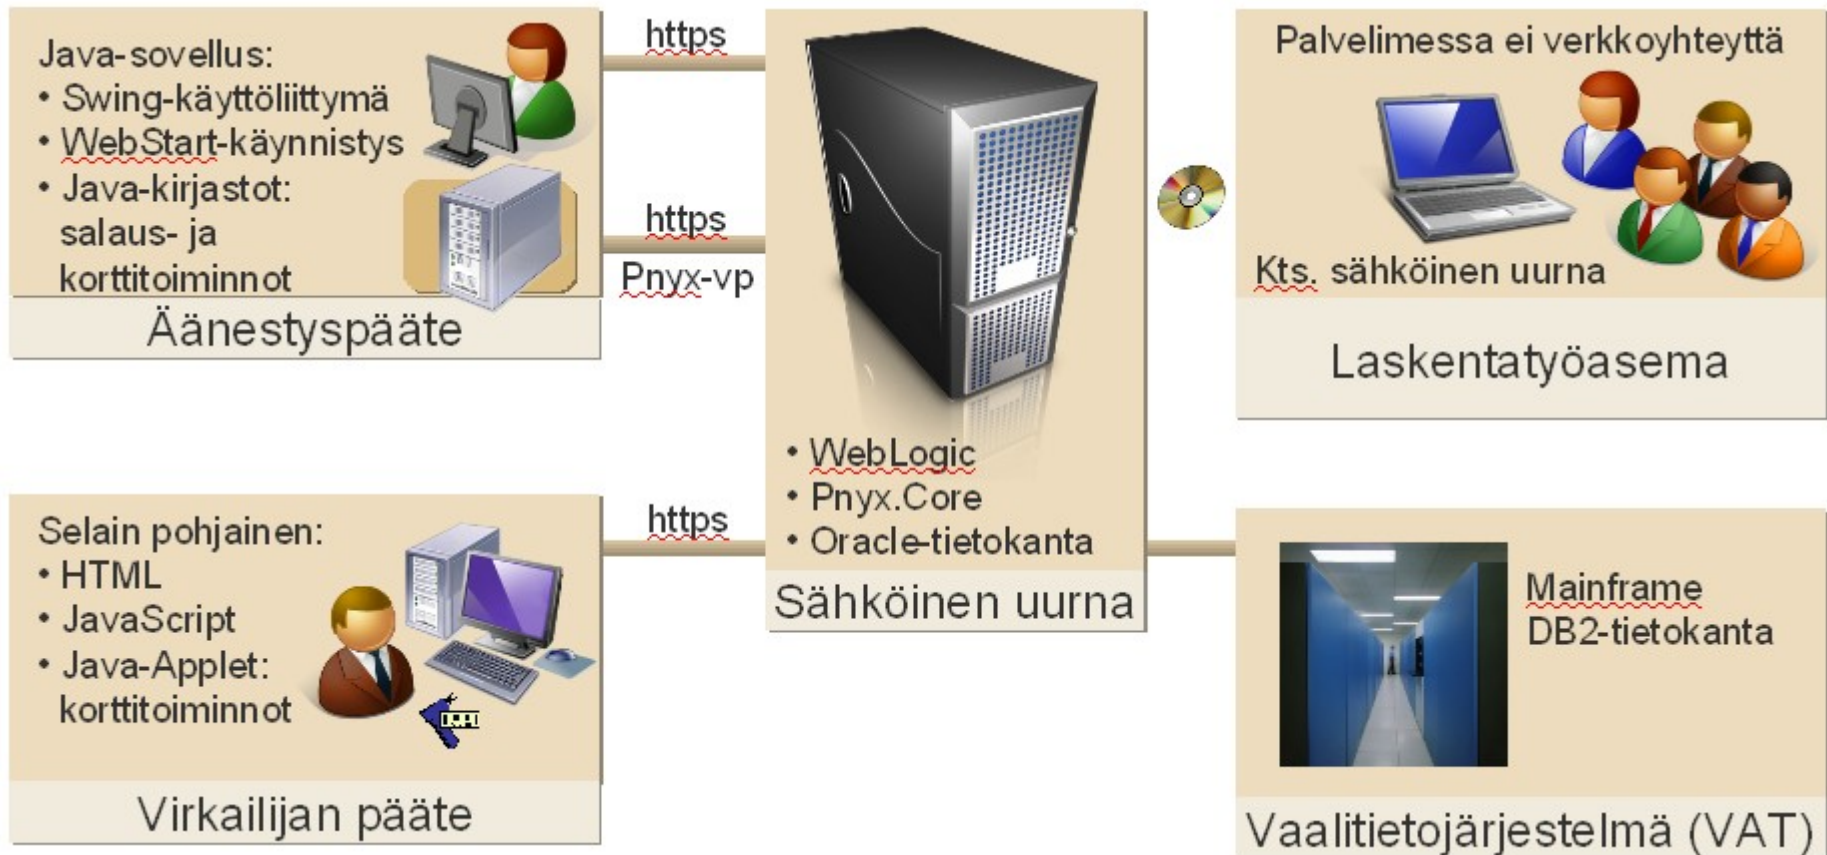 Java-sovellus:
• Swing-käyttöliittymä
• WebStart-käynnistys
• Java-kirjastot:
salaus- ja
korttitoiminnot
Äänestyspääte
https
https
Pnyx-vp
• WebLogic
• Pnyx.Core
• Oracle-tietokanta
Sähköinen uurna
Palvelimessa ei verkkoyhteyttä
Kts. sähköinen uurna
Laskentatyöasema
Selain pohjainen:
• HTML
• JavaScript
• Java-Applet:
korttitoiminnot
Virkailijan pääte
https
Mainframe
DB2-tietokanta
Vaalitietojärjestelmä (VAT)